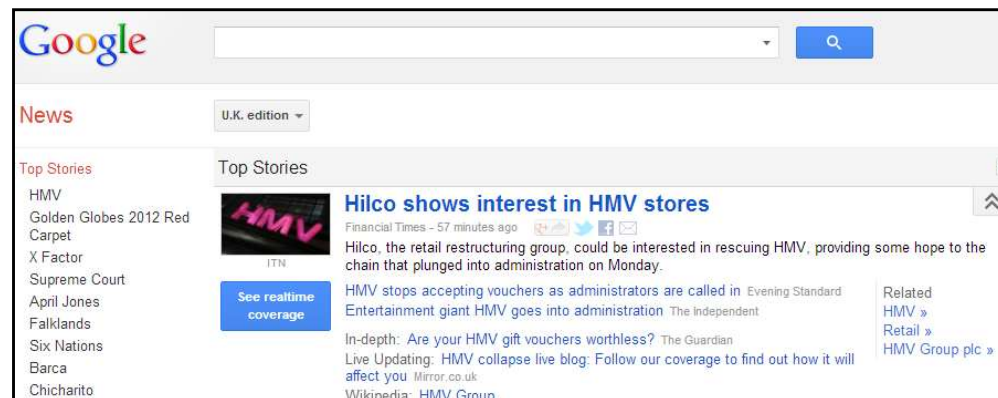 Google
News
U.K. edition
Top Stories
HMV
Golden Globes 2012 Red
Carpet
X Factor
Supreme Court
April Jones
Falklands
Six Nations
Barca
Chicharito
Top Stories
HMV
ITN
See realtime
coverage
Hilco shows interest in HMV stores
Financial Times - 57 minutes ago
Hilco, the retail restructuring group, could be interested in rescuing HMV, providing some hope to the
chain that plunged into administration on Monday.
HMV stops accepting vouchers as administrators are called in Evening Standard
Entertainment giant HMV goes into administration The Independent
In-depth: Are your HMV gift vouchers worthless? The Guardian
Live Updating: HMV collapse live blog: Follow our coverage to find out how it will
affect you Mirror.co.uk
Wikipedia: HMV Group
Related
HMV »
Retail »
HMV Group plc »